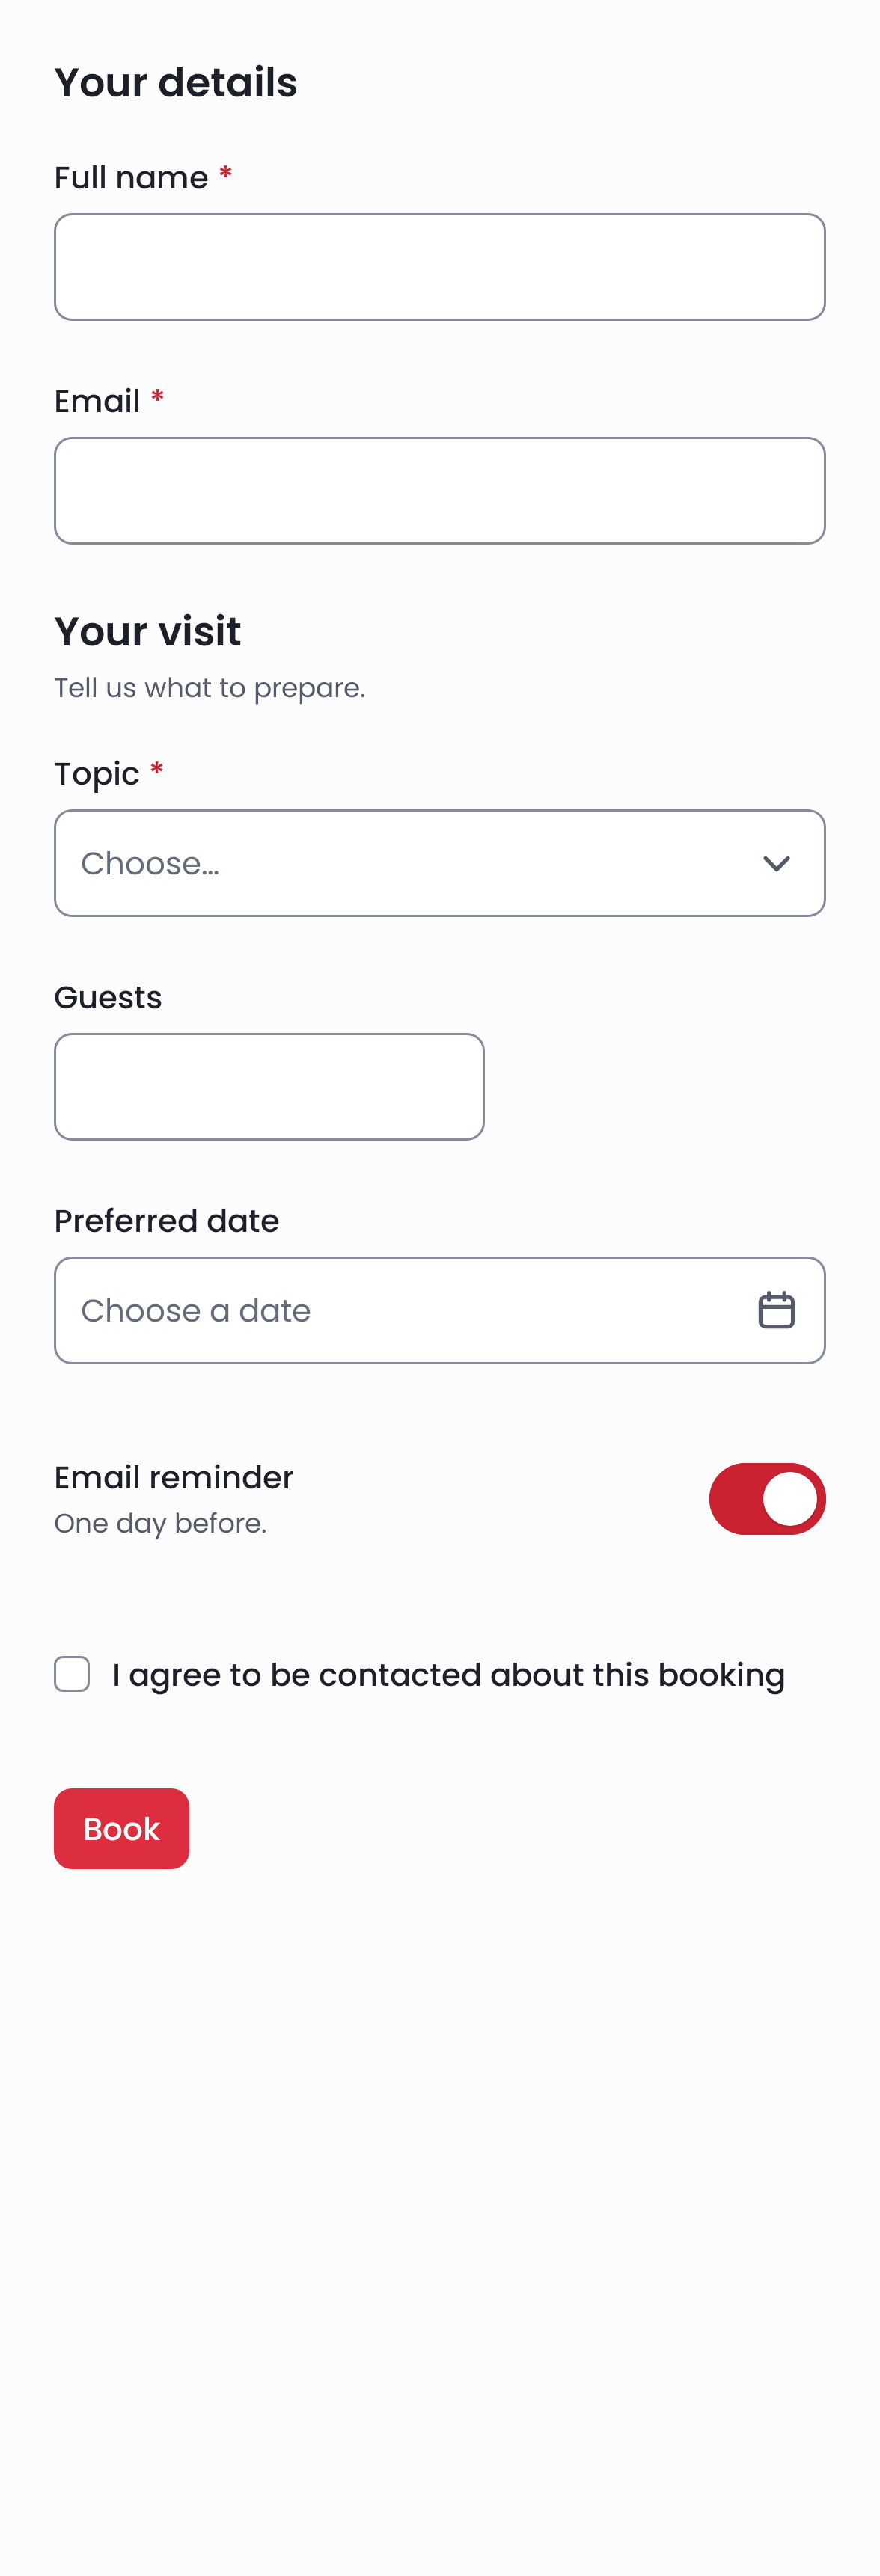 Your details
Full name *
Email *
Your visit
Tell us what to prepare.
Topic *
Choose...
Guests
Preferred date
Choose a date
Email reminder
One day before.
I agree to be contacted about this booking
Book